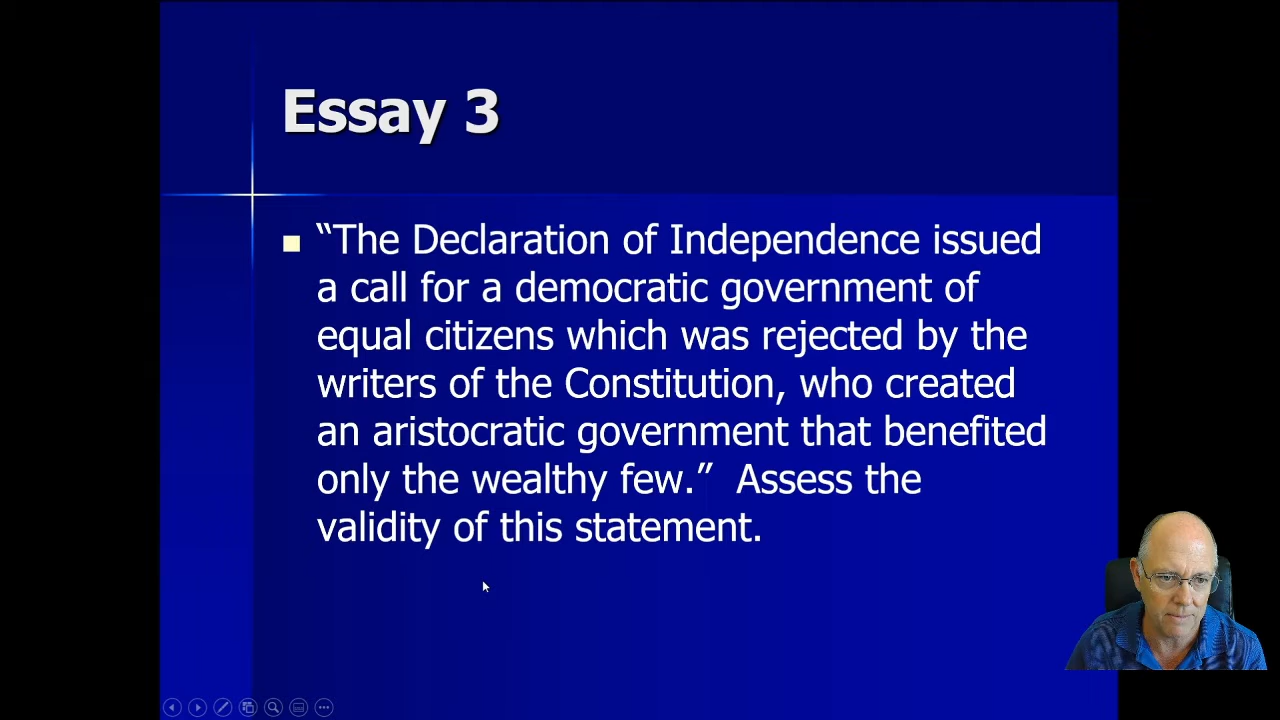 Essay 3
“The Declaration of Independence issued
a call for a democratic government of
equal citizens which was rejected by the
writers of the Constitution, who created
an aristocratic government that benefited
only the wealthy few.”  Assess the
validity of this statement.